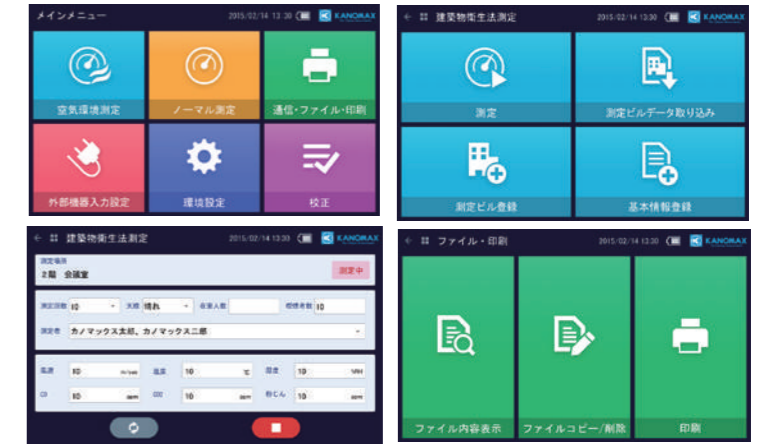 メインメニュー 2015/02/14 13:30 KANOMAX
空気環境測定 ノーマル測定 通信・ファイル・印刷
外部機器入力設定 環境設定 校正
建築物衛生法測定 2015/02/14 13:30 KANOMAX
測定 測定ビルデータ取り込み
測定ビル登録 基本情報登録
建築物衛生法測定 2015/02/14 13:30 KANOMAX
測定場所
2階 会議室 測定中
測定回数 10 天候 晴れ 在室人数 喫煙者数 10
測定者 カノマックス太郎, カノマックス二郎
風速 10 m/sec 温度 10 ℃ 湿度 10 %RH
CO 10 ppm CO2 10 ppm 粉じん 10
ファイル・印刷 2015/02/14 13:30 KANOMAX
ファイル内容表示 ファイルコピー/削除 印刷